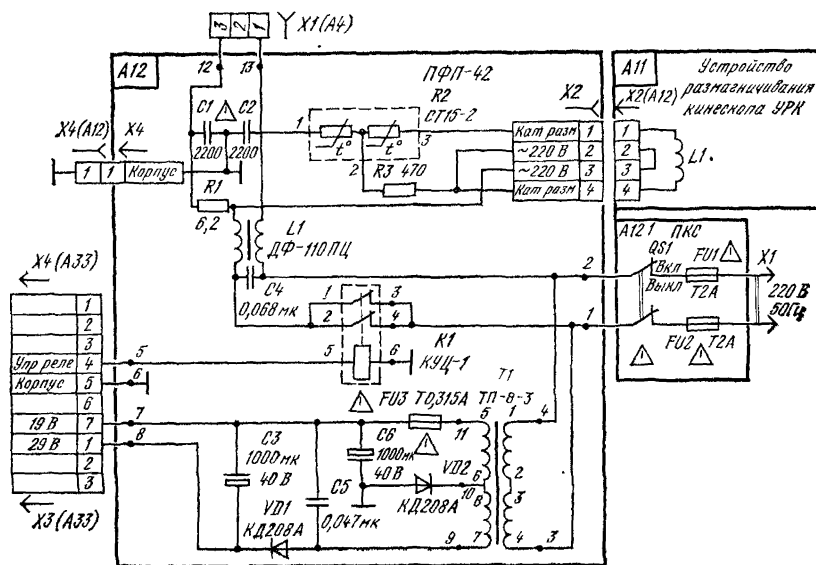 3 2 1 X1(A4)
A12
12 13
ПФП-42
X2
A11
Устройство
размагничивания
кинескопа УРК
X2(A12)
C1 C2
R2
СТ15-2
1 t° t° 3
2200 2200
X4(A12) X4
1 1 Корпус
2 R3 470
Кат разм 1
~220 В 2
~220 В 3
Кат разм 4
1
2
3
4
L1
R1
6,2
L1
ДФ-110ПЦ
A12.1 ПКС
QS1
FU1
X1
Вкл
Выкл
T2A
220 В
50Гц
FU2 T2A
2
1
C4
0,068 мк
1 3
2 4
K1
КУЦ-1
5 6
X4(A33)
1
2
3
Упр реле 4 5
Корпус 5 6
6
19 В 7 7
29 В 1 8
2
3
X3(A33)
FU3 T0,315A
T1
ТП-8-3
11 5 1 4
C3
1000 мк
40 В
C6
1000мк
40 В
C5
0,047мк
VD2
КД208А
VD1
КД208А
6 2
10 8 3
9 7 4 3